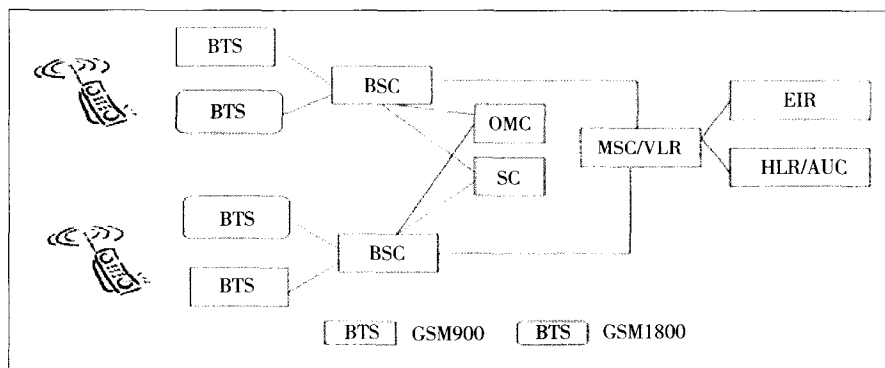 BTS
BSC
BTS
OMC
EIR
MSC/VLR
SC
HLR/AUC
BTS
BSC
BTS
BTS GSM900 BTS GSM1800